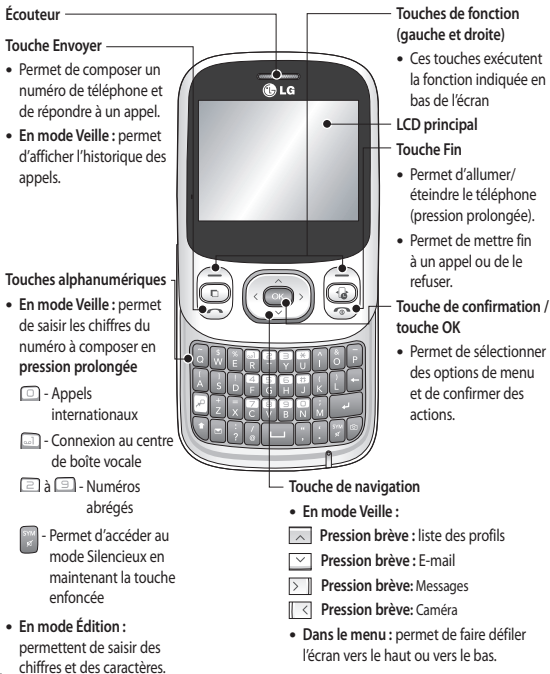 Écouteur
Touche Envoyer
• Permet de composer un
numéro de téléphone et
de répondre à un appel.
• En mode Veille : permet
d'afficher l'historique des
appels.
Touches alphanumériques
• En mode Veille : permet
de saisir les chiffres du
numéro à composer en
pression prolongée
0 - Appels
internationaux
1 - Connexion au centre
de boîte vocale
2 à 9 - Numéros
abrégés
SYM - Permet d'accéder au
mode Silencieux en
maintenant la touche
enfoncée
• En mode Édition :
permettent de saisir des
chiffres et des caractères.
LG
OK
Q W E R T Y U I O P
A S D F G H J K L
Z X C V B N M
SYM
Touches de fonction
(gauche et droite)
• Ces touches exécutent
la fonction indiquée en
bas de l'écran
LCD principal
Touche Fin
• Permet d'allumer/
éteindre le téléphone
(pression prolongée).
• Permet de mettre fin
à un appel ou de le
refuser.
Touche de confirmation /
touche OK
• Permet de sélectionner
des options de menu
et de confirmer des
actions.
Touche de navigation
• En mode Veille :
Pression brève : liste des profils
Pression brève : E-mail
Pression brève: Messages
Pression brève: Caméra
• Dans le menu : permet de faire défiler
l'écran vers le haut ou vers le bas.